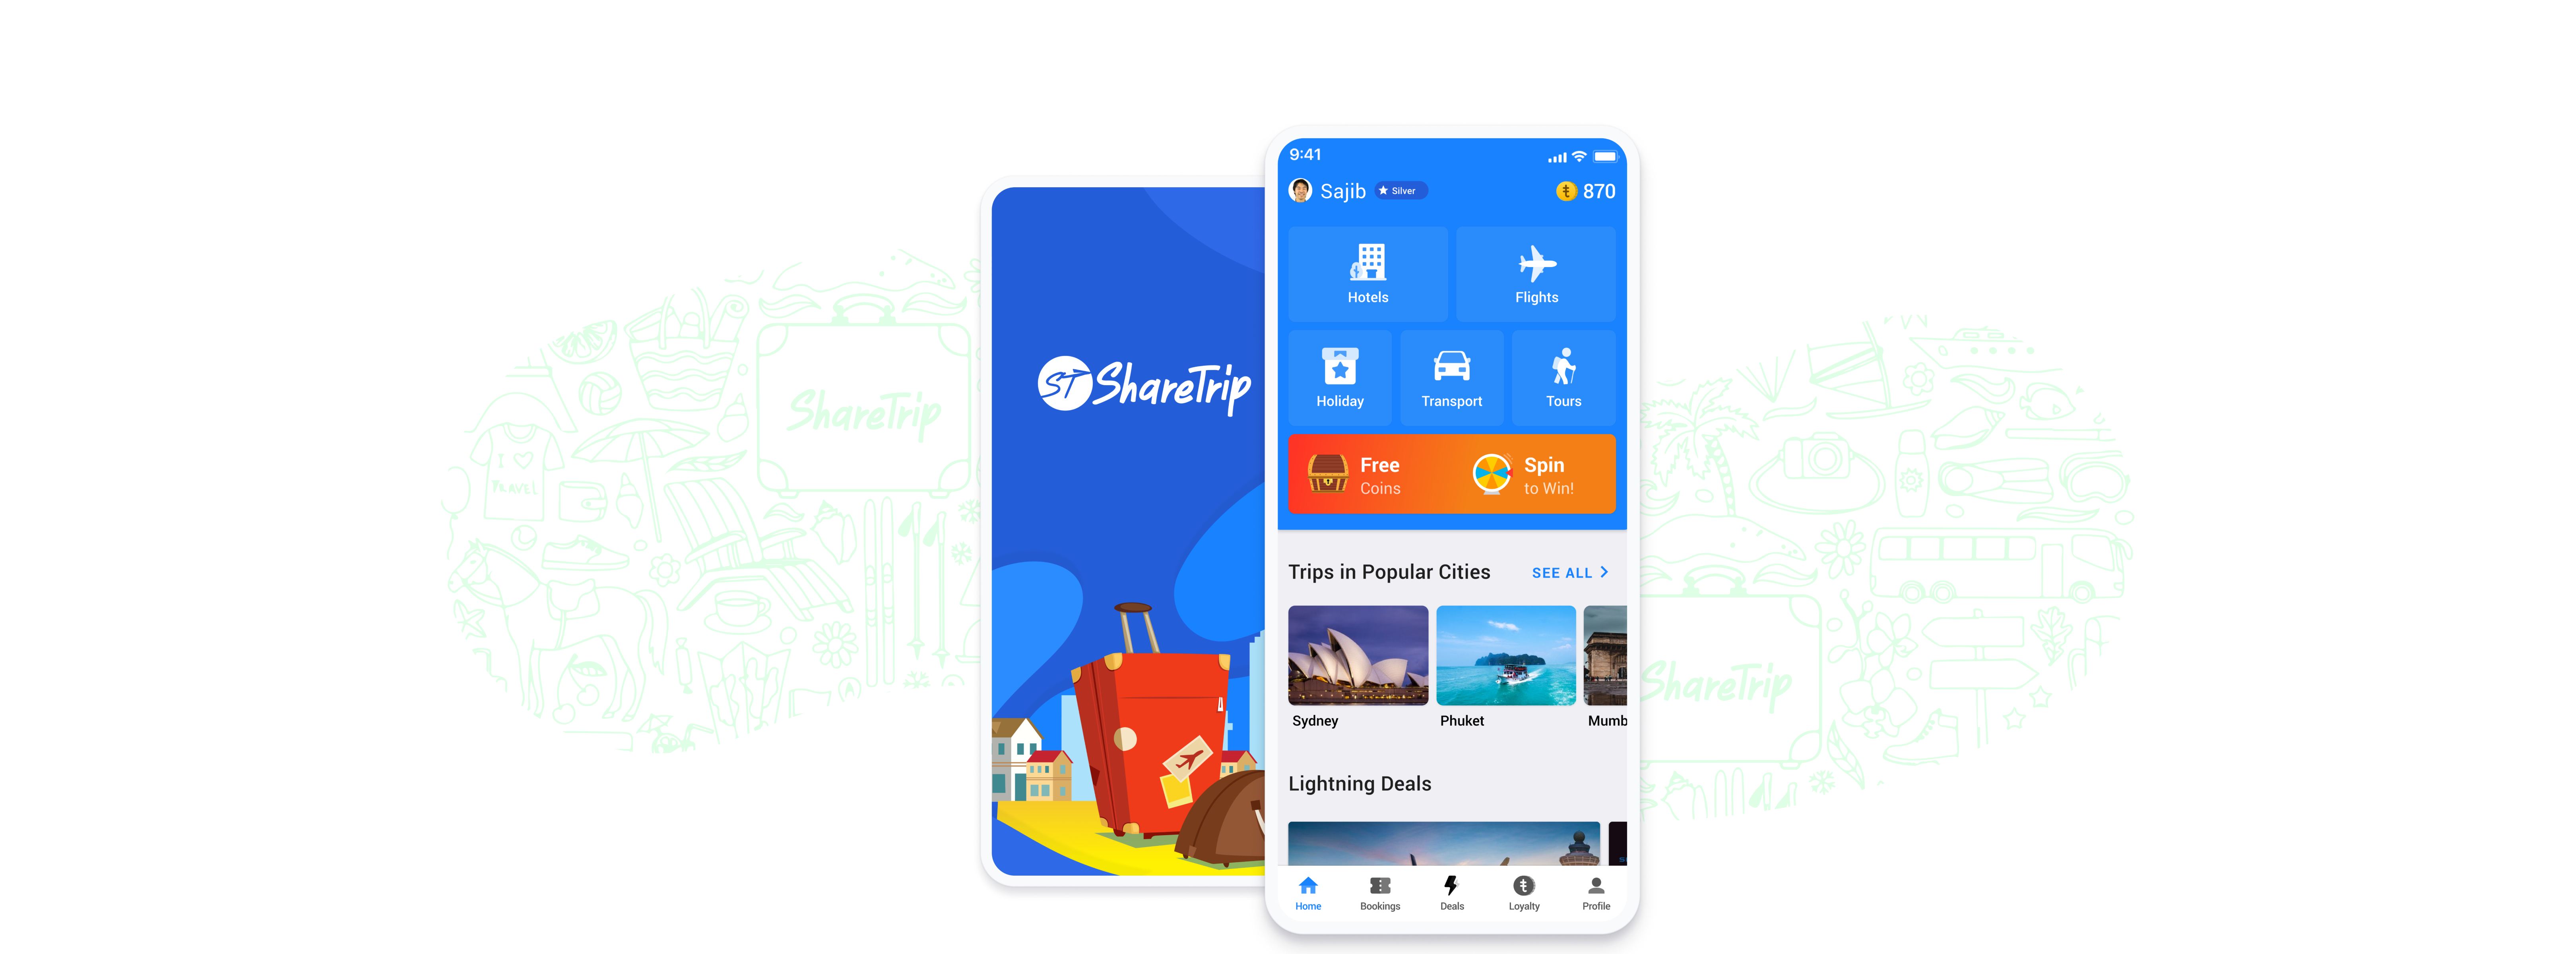 ShareTrip
I
TRAVEL
ST ShareTrip
9:41
Sajib
Silver
870
Hotels
Flights
Holiday
Transport
Tours
Free
Coins
Spin
to Win!
Trips in Popular Cities
SEE ALL
Sydney
Phuket
Mumb
Lightning Deals
Home
Bookings
Deals
Loyalty
Profile
ShareTrip